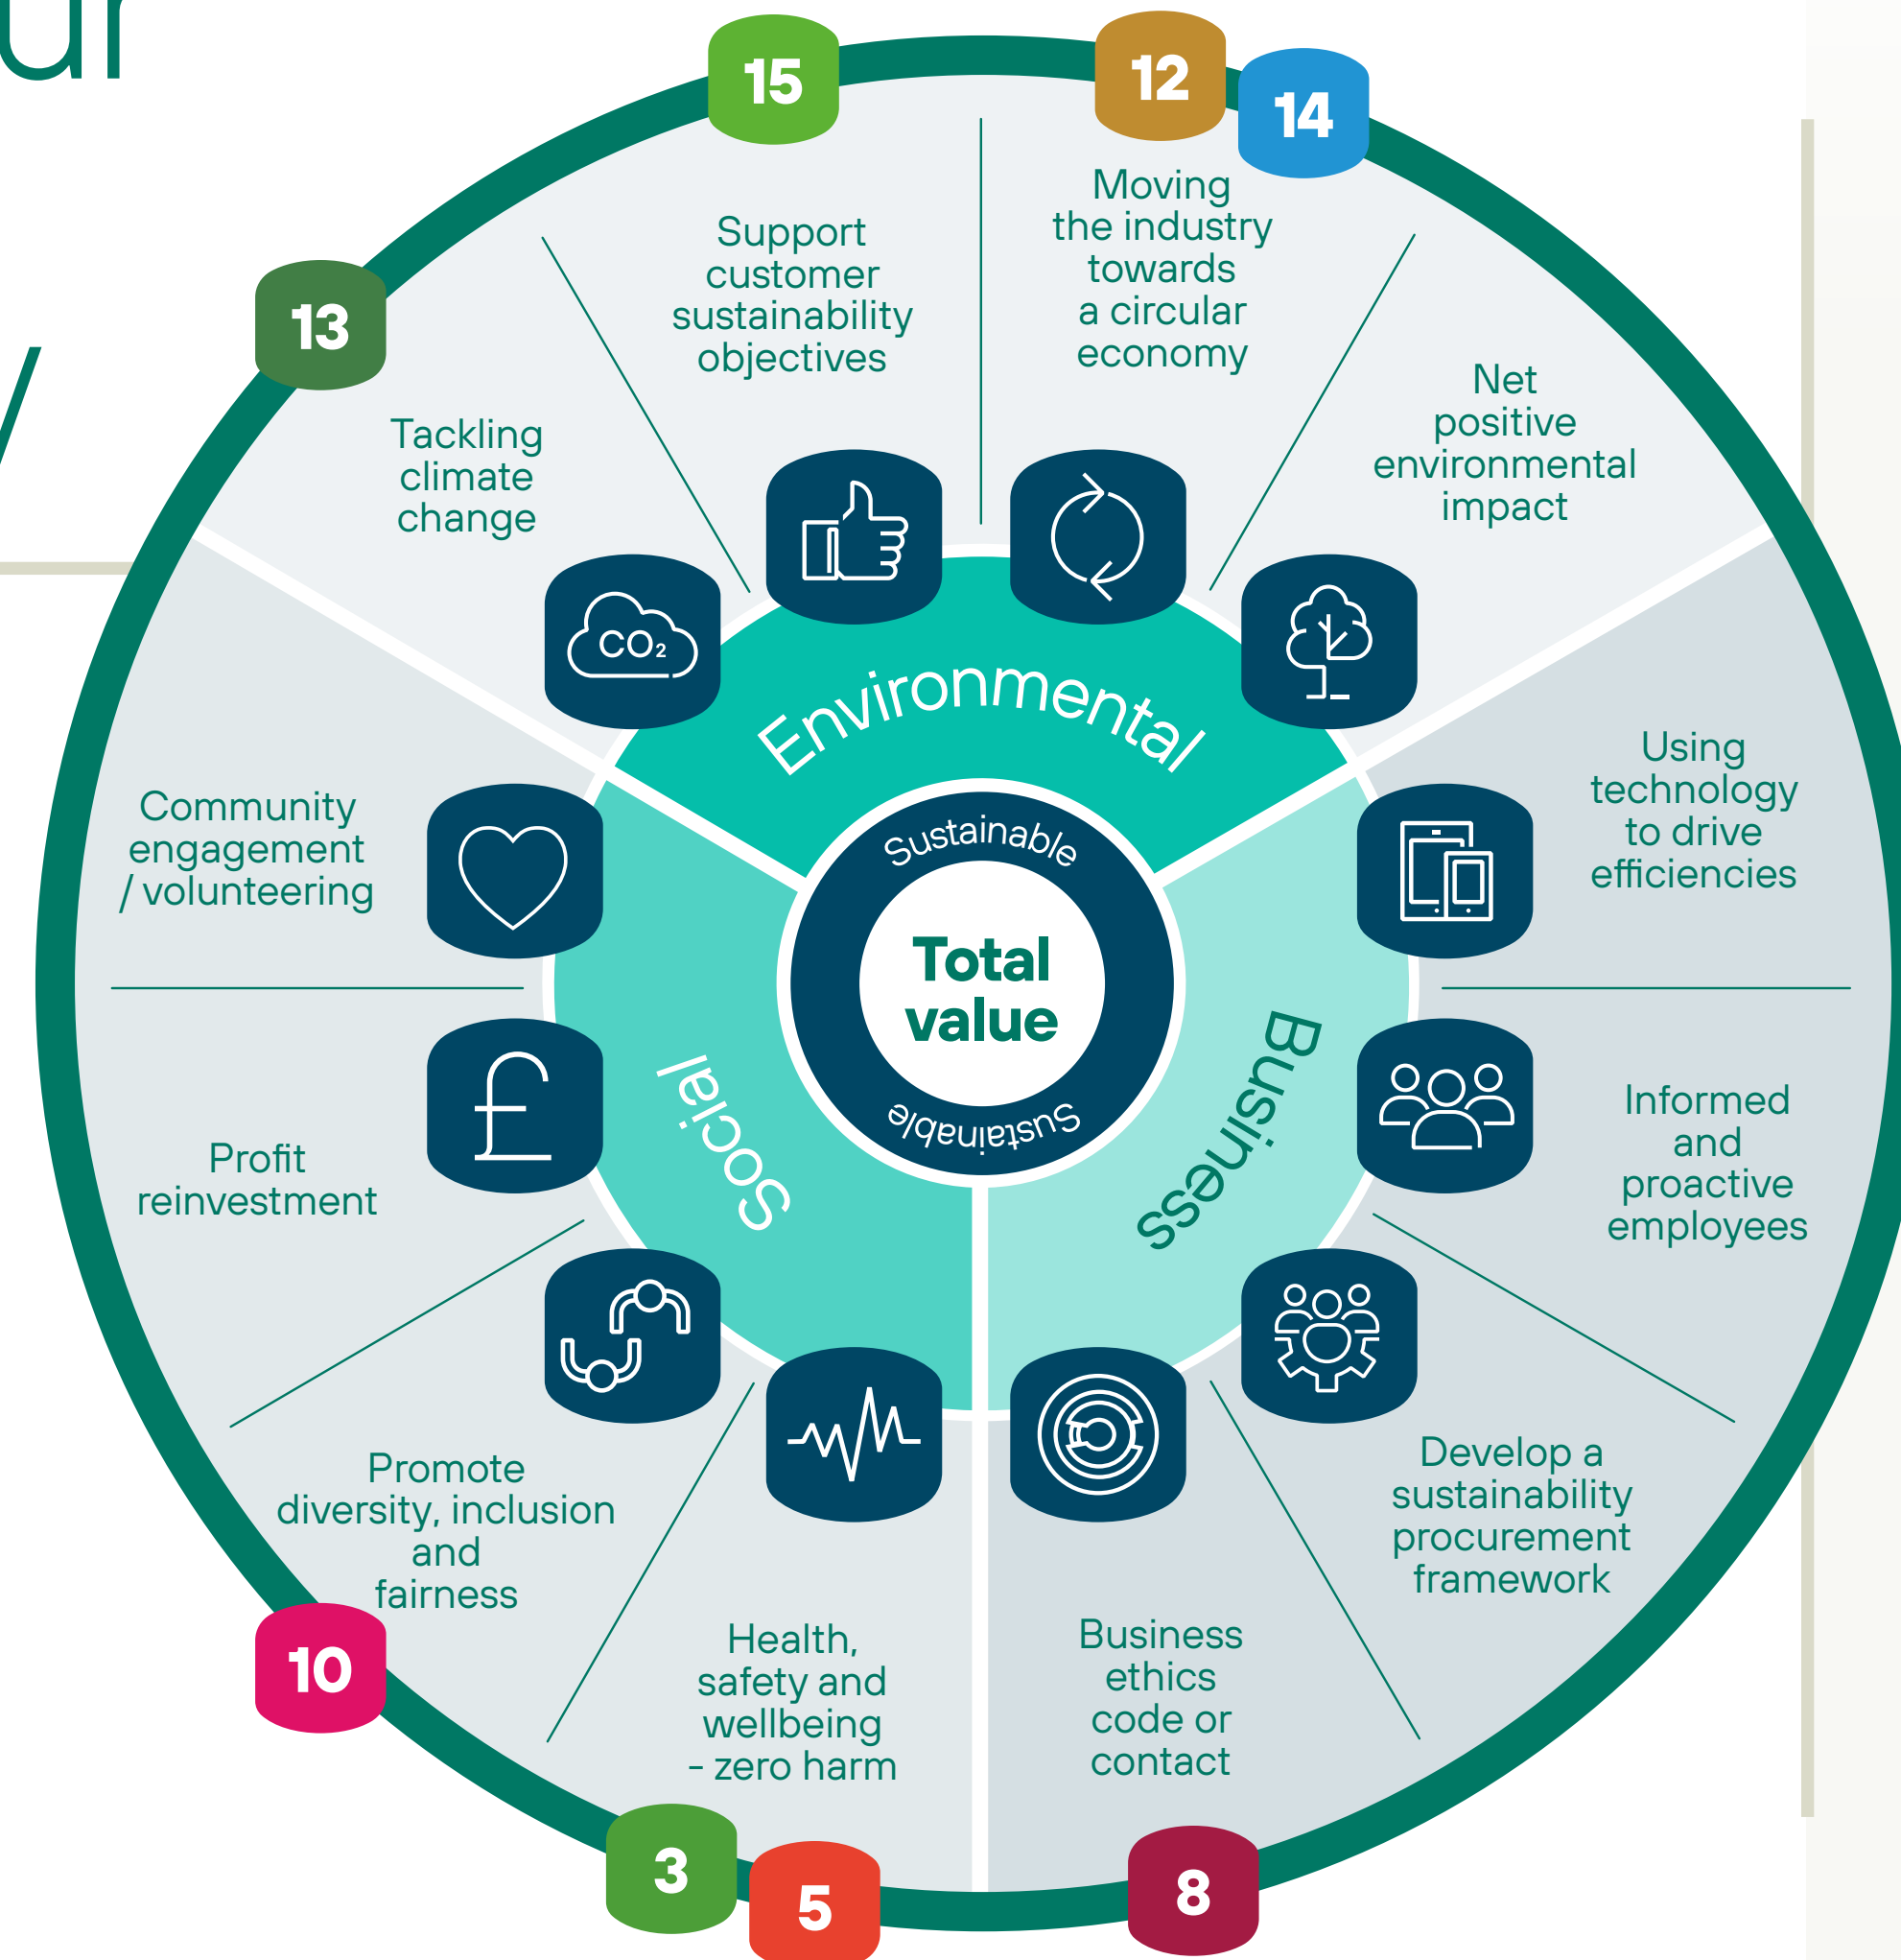 ur
y
15
12
14
13
Support
customer
sustainability
objectives
Moving
the industry
towards
a circular
economy
Tackling
climate
change
Net
positive
environmental
impact
CO₂
Environmental
Community
engagement
/ volunteering
Using
technology
to drive
efficiencies
Sustainable
Total
value
Sustainable
Social
Business
Profit
reinvestment
Informed
and
proactive
employees
Promote
diversity, inclusion
and
fairness
Develop a
sustainability
procurement
framework
Health,
safety and
wellbeing
- zero harm
Business
ethics
code or
contact
10
3
5
8